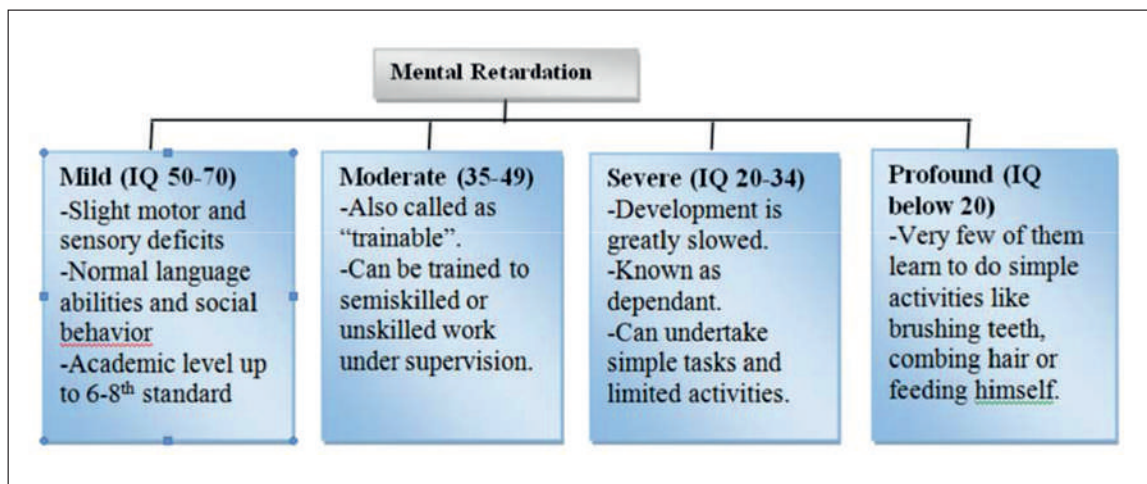 Mental Retardation
Mild (IQ 50-70)
-Slight motor and
sensory deficits
-Normal language
abilities and social
behavior
-Academic level up
to 6-8th standard
Moderate (35-49)
-Also called as
“trainable”.
-Can be trained to
semiskilled or
unskilled work
under supervision.
Severe (IQ 20-34)
-Development is
greatly slowed.
-Known as
dependant.
-Can undertake
simple tasks and
limited activities.
Profound (IQ
below 20)
-Very few of them
learn to do simple
activities like
brushing teeth,
combing hair or
feeding himself.